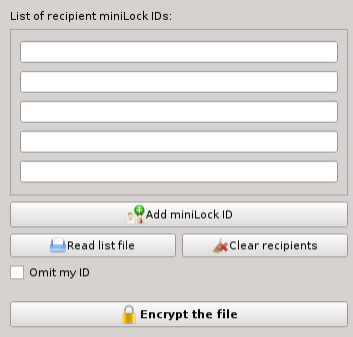 List of recipient miniLock IDs:
Add miniLock ID
Read list file
Clear recipients
Omit my ID
Encrypt the file